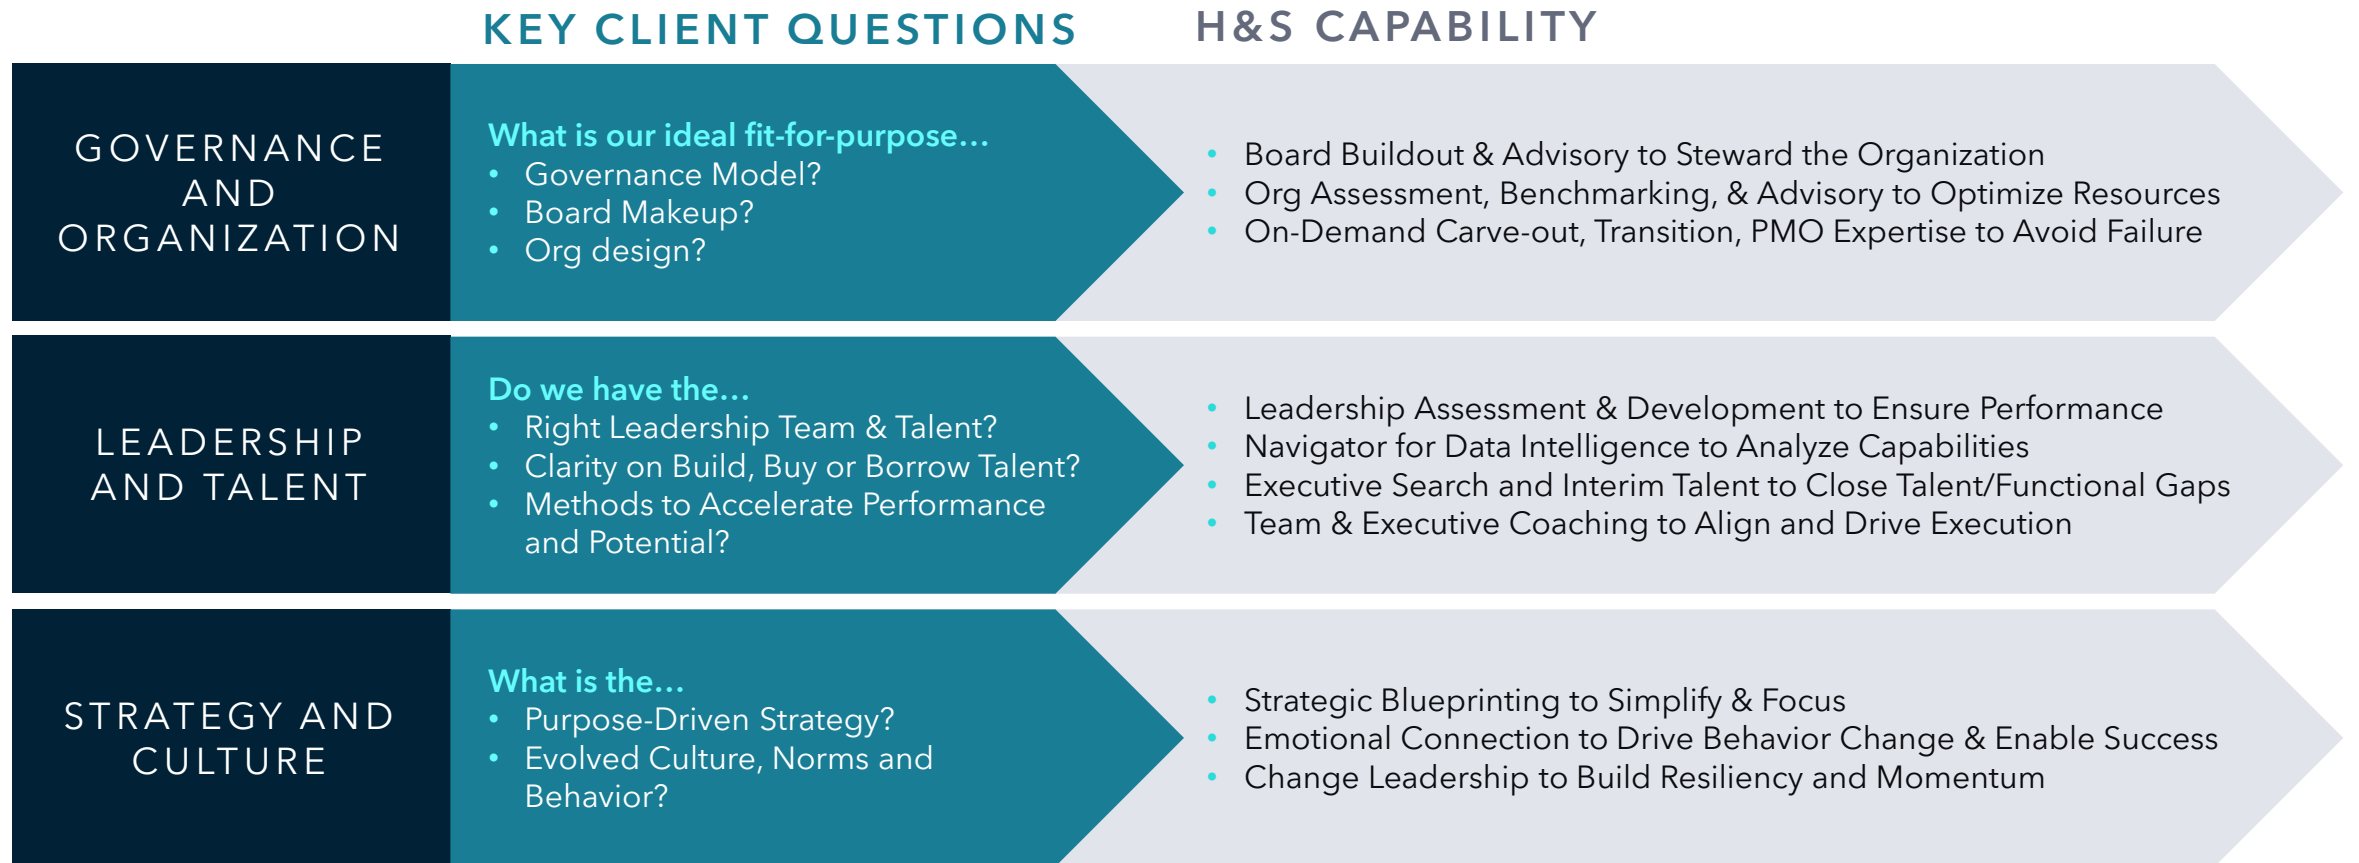 KEY CLIENT QUESTIONS
H&S CAPABILITY
GOVERNANCE
AND
ORGANIZATION
What is our ideal fit-for-purpose…
• Governance Model?
• Board Makeup?
• Org design?
• Board Buildout & Advisory to Steward the Organization
• Org Assessment, Benchmarking, & Advisory to Optimize Resources
• On-Demand Carve-out, Transition, PMO Expertise to Avoid Failure
LEADERSHIP
AND TALENT
Do we have the…
• Right Leadership Team & Talent?
• Clarity on Build, Buy or Borrow Talent?
• Methods to Accelerate Performance
and Potential?
• Leadership Assessment & Development to Ensure Performance
• Navigator for Data Intelligence to Analyze Capabilities
• Executive Search and Interim Talent to Close Talent/Functional Gaps
• Team & Executive Coaching to Align and Drive Execution
STRATEGY AND
CULTURE
What is the…
• Purpose-Driven Strategy?
• Evolved Culture, Norms and
Behavior?
• Strategic Blueprinting to Simplify & Focus
• Emotional Connection to Drive Behavior Change & Enable Success
• Change Leadership to Build Resiliency and Momentum